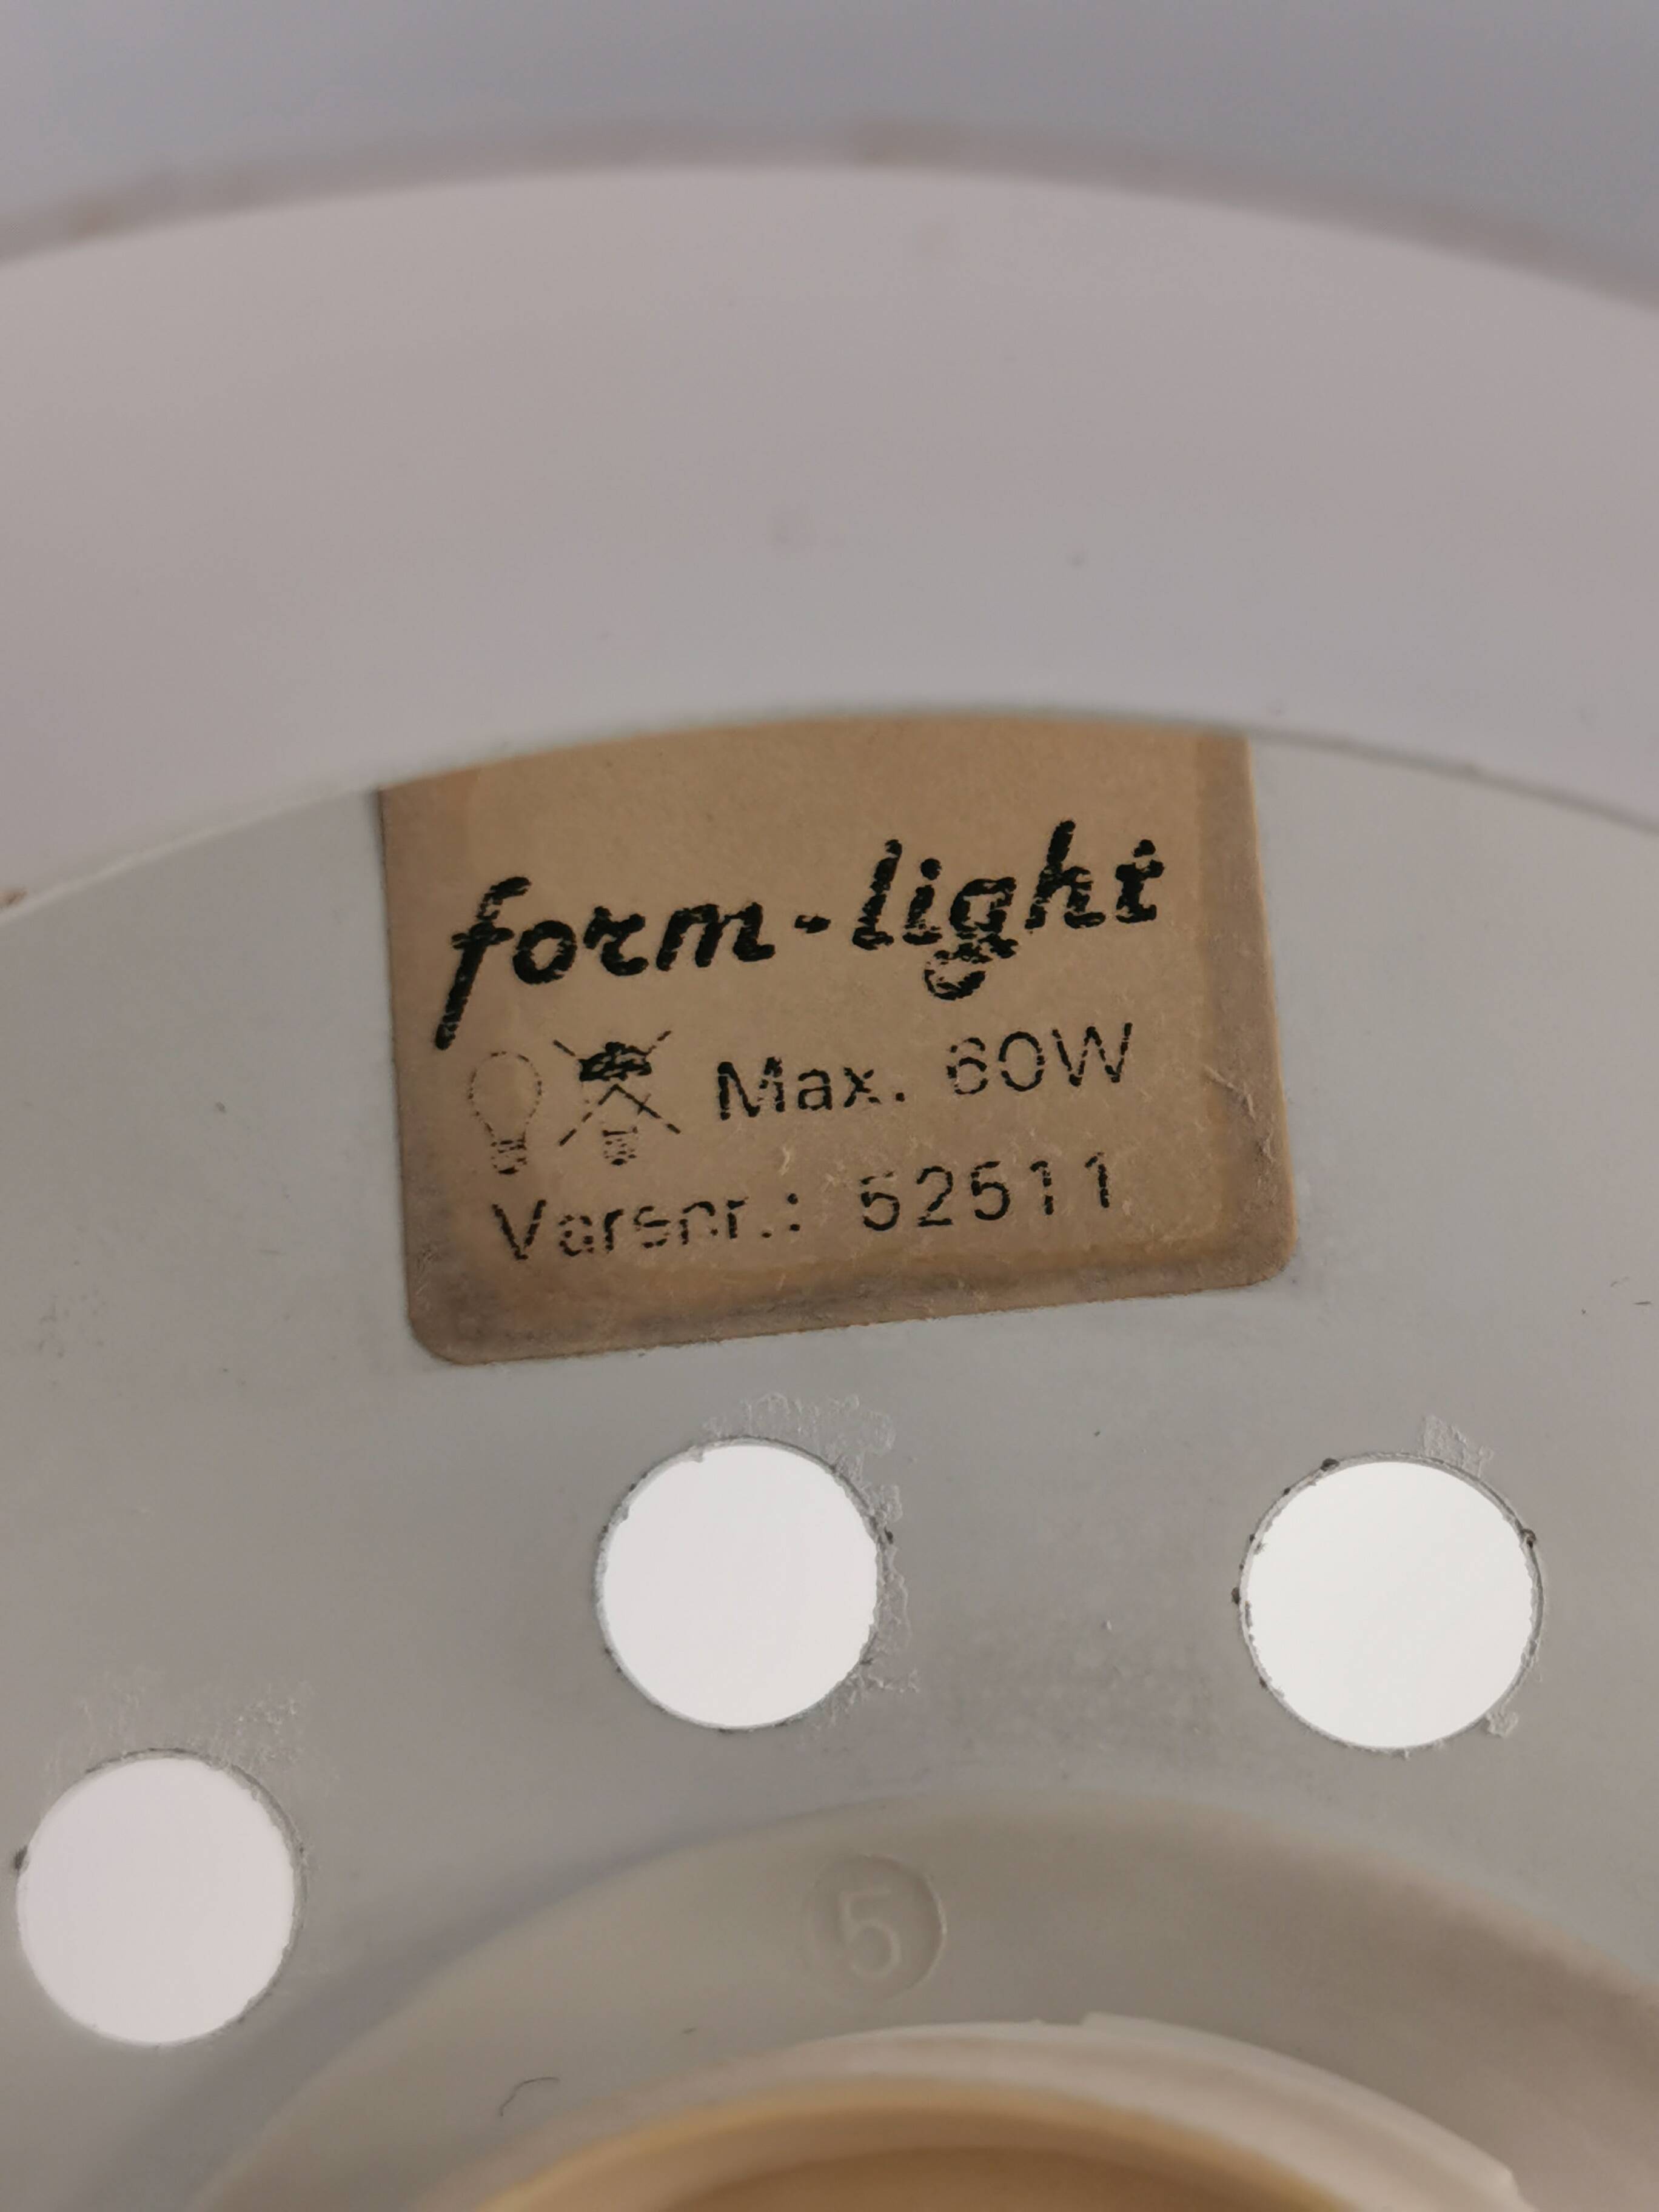 form-light
Max. 60W
Varenr.: 52511
5